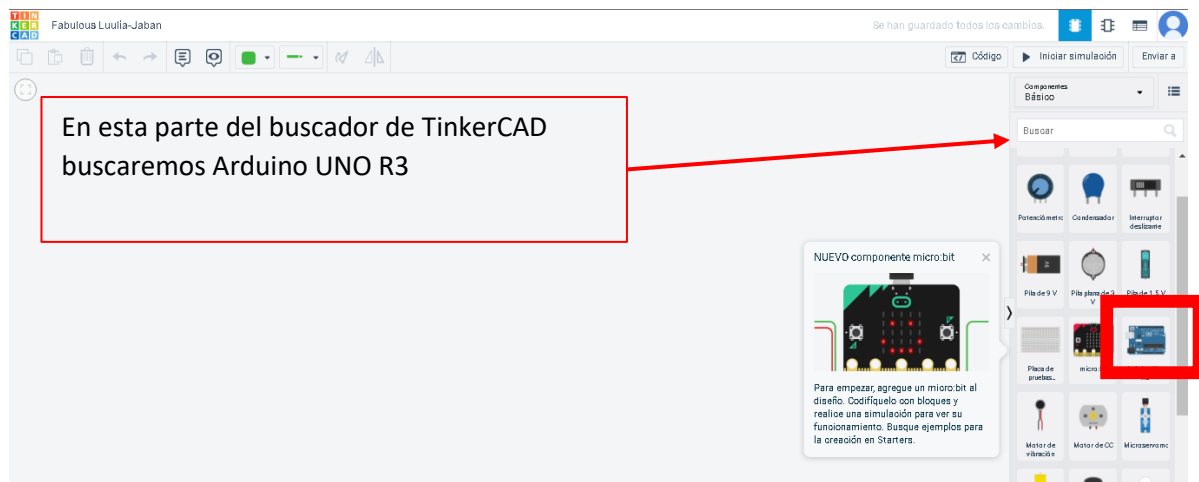 TIN
KER
CAD
Fabulous Luulia-Jaban
Se han guardado todos los cambios.
Código
Iniciar simulación
Enviar a
En esta parte del buscador de TinkerCAD
buscaremos Arduino UNO R3
Componentes
Básico
Buscar
Potenciómetro
Condensador
Interruptor
deslizante
NUEVO componente micro:bit
Para empezar, agregue un micro:bit al
diseño. Codifíquelo con bloques y
realice una simulación para ver su
funcionamiento. Busque ejemplos para
la creación en Starters.
Pila de 9 V
Pila plana de 3
V
Pila de 1.5 V
Placa de
pruebas...
Motor de
vibración
Motor de CC
Microservomo